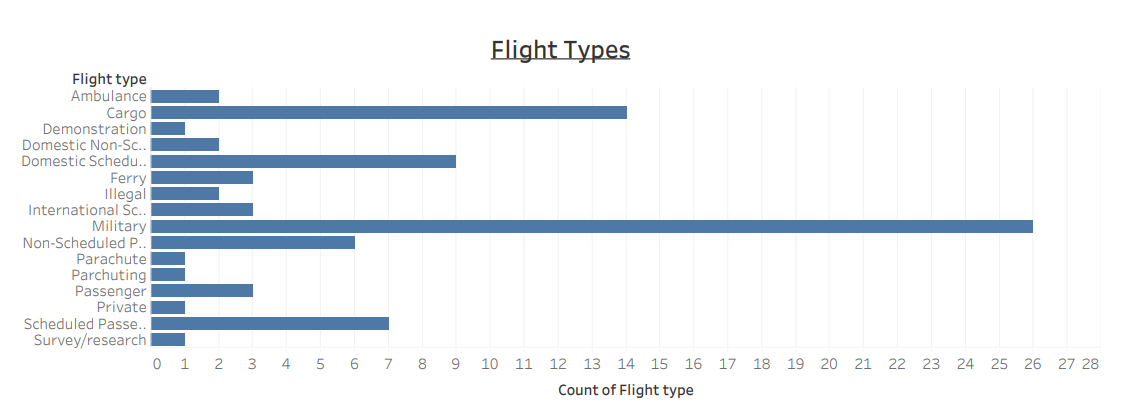 Flight Types
Flight type
Ambulance
Cargo
Demonstration
Domestic Non-Sc..
Domestic Schedu..
Ferry
Illegal
International Sc..
Military
Non-Scheduled P..
Parachute
Parchuting
Passenger
Private
Scheduled Passe..
Survey/research
0 1 2 3 4 5 6 7 8 9 10 11 12 13 14 15 16 17 18 19 20 21 22 23 24 25 26 27 28
Count of Flight type